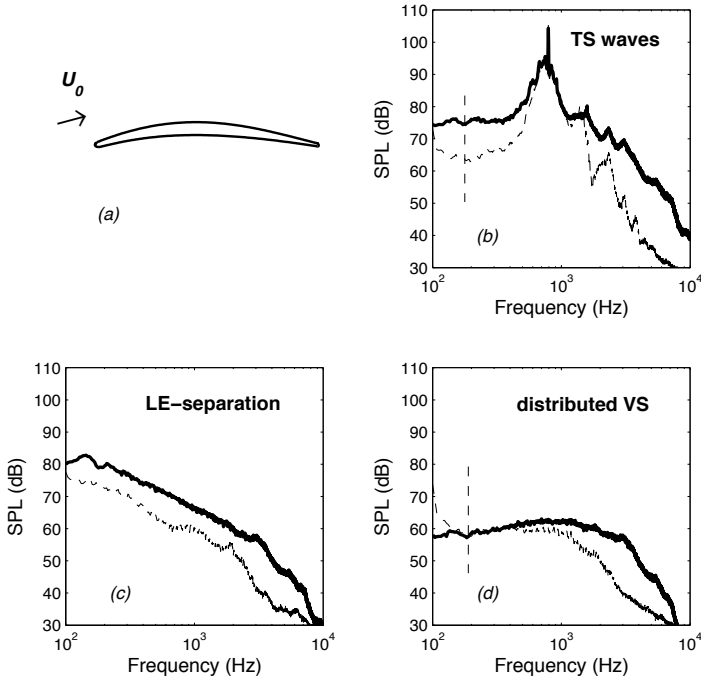 U0
(a)
110
100
90
80
70
60
50
40
30
SPL (dB)
TS waves
(b)
10^2 10^3 10^4
Frequency (Hz)
110
100
90
80
70
60
50
40
30
SPL (dB)
LE−separation
(c)
10^2 10^3 10^4
Frequency (Hz)
110
100
90
80
70
60
50
40
30
SPL (dB)
distributed VS
(d)
10^2 10^3 10^4
Frequency (Hz)